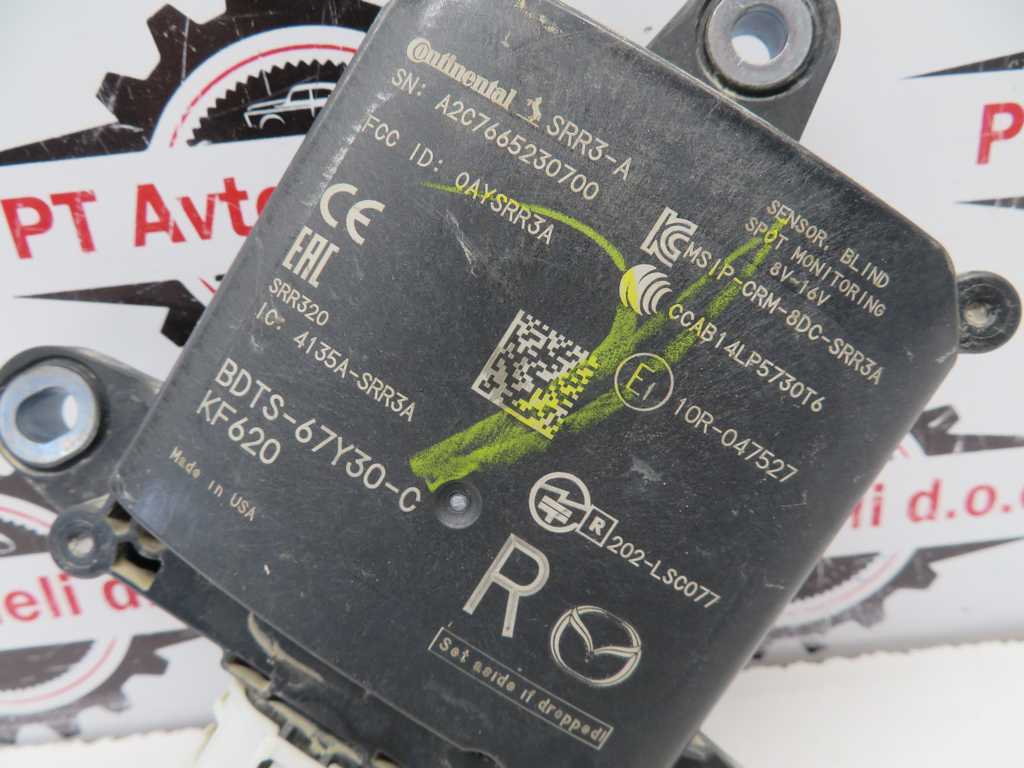 Continental SRR3-A
SN: A2C7665230700
FCC ID: OAYSRR3A
SENSOR, BLIND
SPOT MONITORING
8V-16V
CE
KC MSIP-CRM-8DC-SRR3A
EAC
CCAB14LP5730T6
SRR320
IC: 4135A-SRR3A
E1 10R-047527
BDTS-67Y30-C
KF620
Made in USA
R 202-LSC077
R
Set aside if dropped!
PT Avto
deli d.o.
deli d.